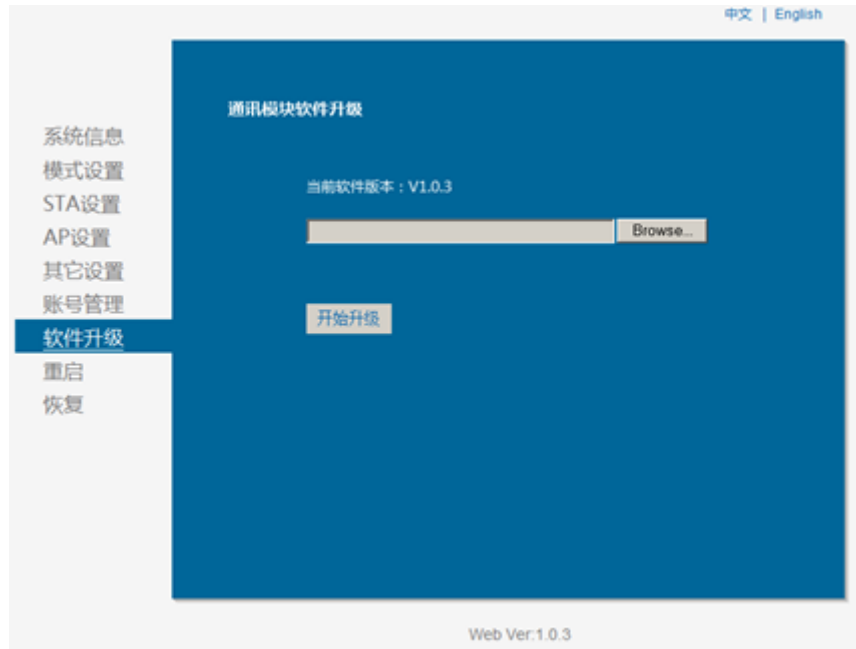 中文 | English
通讯模块软件升级
系统信息
模式设置
STA设置
AP设置
其它设置
账号管理
软件升级
重启
恢复
当前软件版本：V1.0.3
Browse...
开始升级
Web Ver:1.0.3